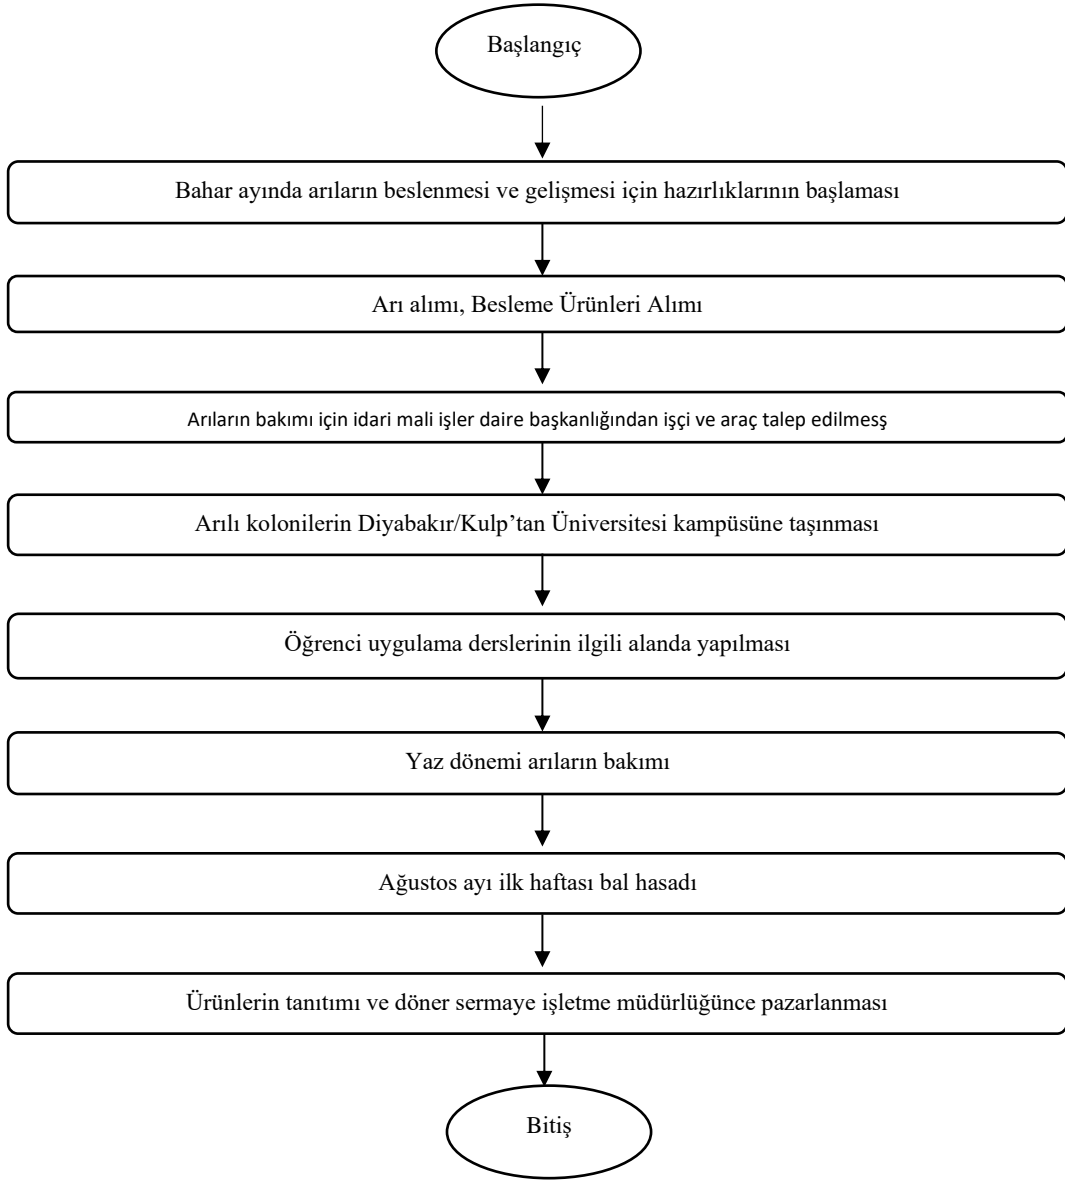 Başlangıç
Bahar ayında arıların beslenmesi ve gelişmesi için hazırlıklarının başlaması
Arı alımı, Besleme Ürünleri Alımı
Arıların bakımı için idari mali işler daire başkanlığından işçi ve araç talep edilmesş
Arılı kolonilerin Diyabakır/Kulp’tan Üniversitesi kampüsüne taşınması
Öğrenci uygulama derslerinin ilgili alanda yapılması
Yaz dönemi arıların bakımı
Ağustos ayı ilk haftası bal hasadı
Ürünlerin tanıtımı ve döner sermaye işletme müdürlüğünce pazarlanması
Bitiş